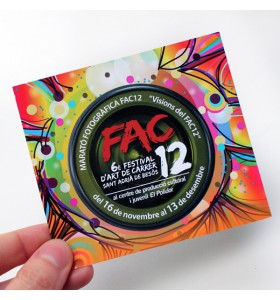 MARATÓ FOTOGRÀFICA FAC12 "Visions del FAC12"
FAC
12
6è FESTIVAL
D'ART DE CARRER
SANT ADRIÀ DE BESÒS
al centre de producció cultural
i juvenil El Polidor
del 16 de novembre al 13 de desembre